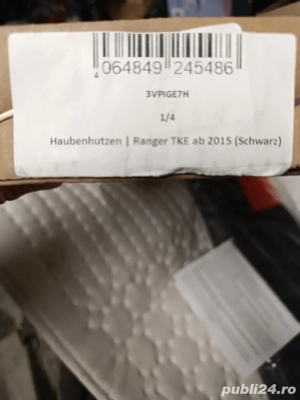 4 064849 245486
3VPIGE7H
1/4
Haubenhutzen | Ranger TKE ab 2015 (Schwarz)
publi24.ro